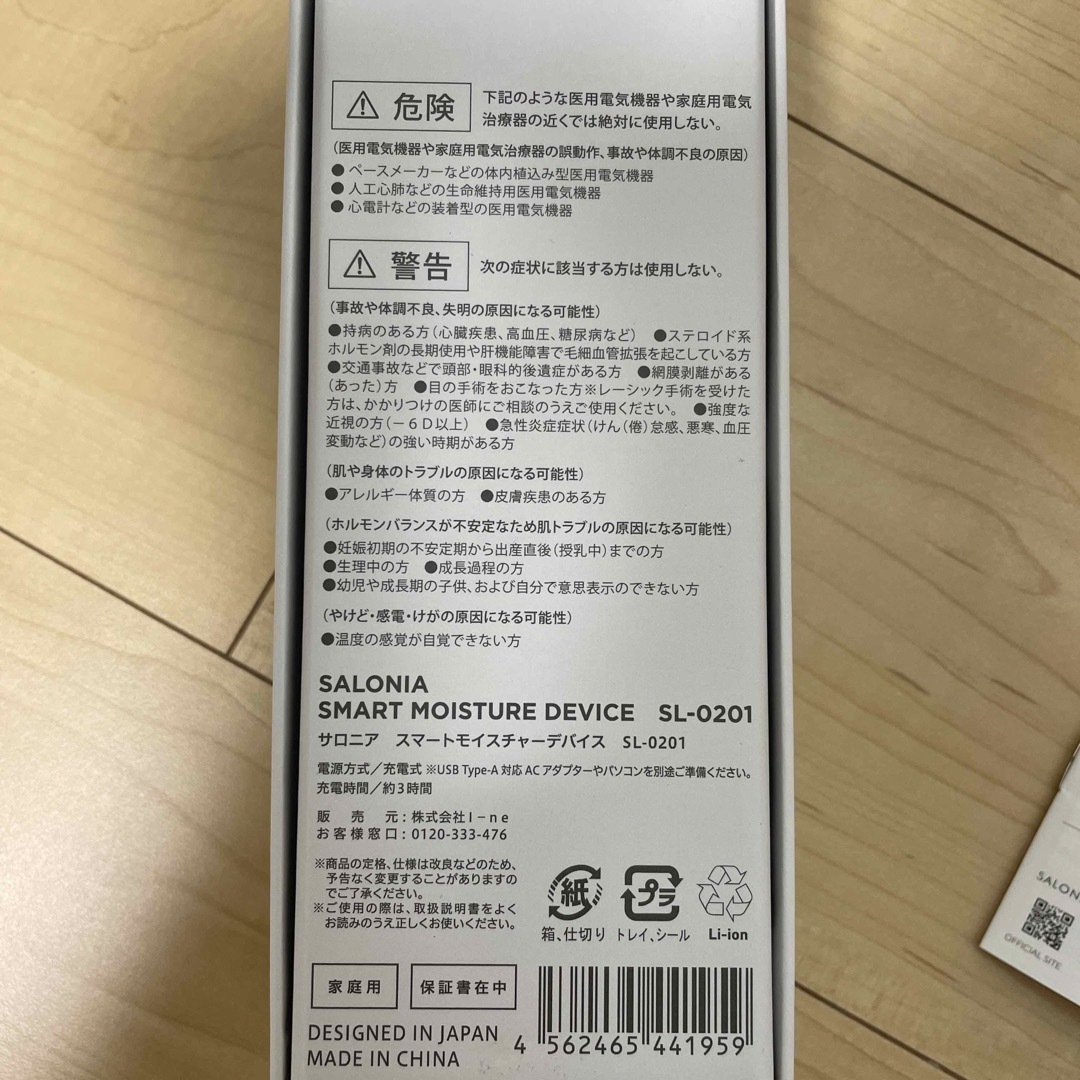 危険
下記のような医用電気機器や家庭用電気
治療器の近くでは絶対に使用しない。
(医用電気機器や家庭用電気治療器の誤動作、事故や体調不良の原因)
● ペースメーカーなどの体内植込み型医用電気機器
● 人工心肺などの生命維持用医用電気機器
● 心電計などの装着型の医用電気機器
警告
次の症状に該当する方は使用しない。
(事故や体調不良、失明の原因になる可能性)
●持病のある方(心臓疾患、高血圧、糖尿病など) ●ステロイド系
ホルモン剤の長期使用や肝機能障害で毛細血管拡張を起こしている方
●交通事故などで頭部・眼科的後遺症がある方 ●網膜剥離がある
(あった)方 ●目の手術をおこなった方※レーシック手術を受けた
方は、かかりつけの医師にご相談のうえご使用ください。 ●強度な
近視の方(−6D以上) ●急性炎症症状(けん(倦)怠感、悪寒、血圧
変動など)の強い時期がある方
(肌や身体のトラブルの原因になる可能性)
●アレルギー体質の方 ●皮膚疾患のある方
(ホルモンバランスが不安定なため肌トラブルの原因になる可能性)
●妊娠初期の不安定期から出産直後(授乳中)までの方
●生理中の方 ●成長過程の方
●幼児や成長期の子供、および自分で意思表示のできない方
(やけど・感電・けがの原因になる可能性)
●温度の感覚が自覚できない方
SALONIA
SMART MOISTURE DEVICE SL-0201
サロニア スマートモイスチャーデバイス SL-0201
電源方式/充電式 ※USB Type-A 対応 AC アダプターやパソコンを別途ご準備ください。
充電時間/約3時間
販売元:株式会社I−ne
お客様窓口:0120-333-476
※商品の定格、仕様は改良などのため、
予告なく変更することがありますの
でご了承ください。
※ご使用の際は、取扱説明書をよく
お読みのうえ正しくお使いください。
紙
プラ
箱、仕切り トレイ、シール Li-ion
家庭用
保証書在中
DESIGNED IN JAPAN
MADE IN CHINA
4 562465 441959
SALON
OFFICIAL SITE